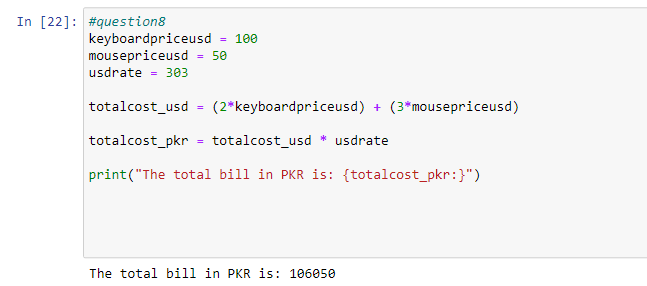 In [22]: #question8
keyboardpriceusd = 100
mousepriceusd = 50
usdrate = 303
totalcost_usd = (2*keyboardpriceusd) + (3*mousepriceusd)
totalcost_pkr = totalcost_usd * usdrate
print("The total bill in PKR is: {totalcost_pkr:}")
The total bill in PKR is: 106050